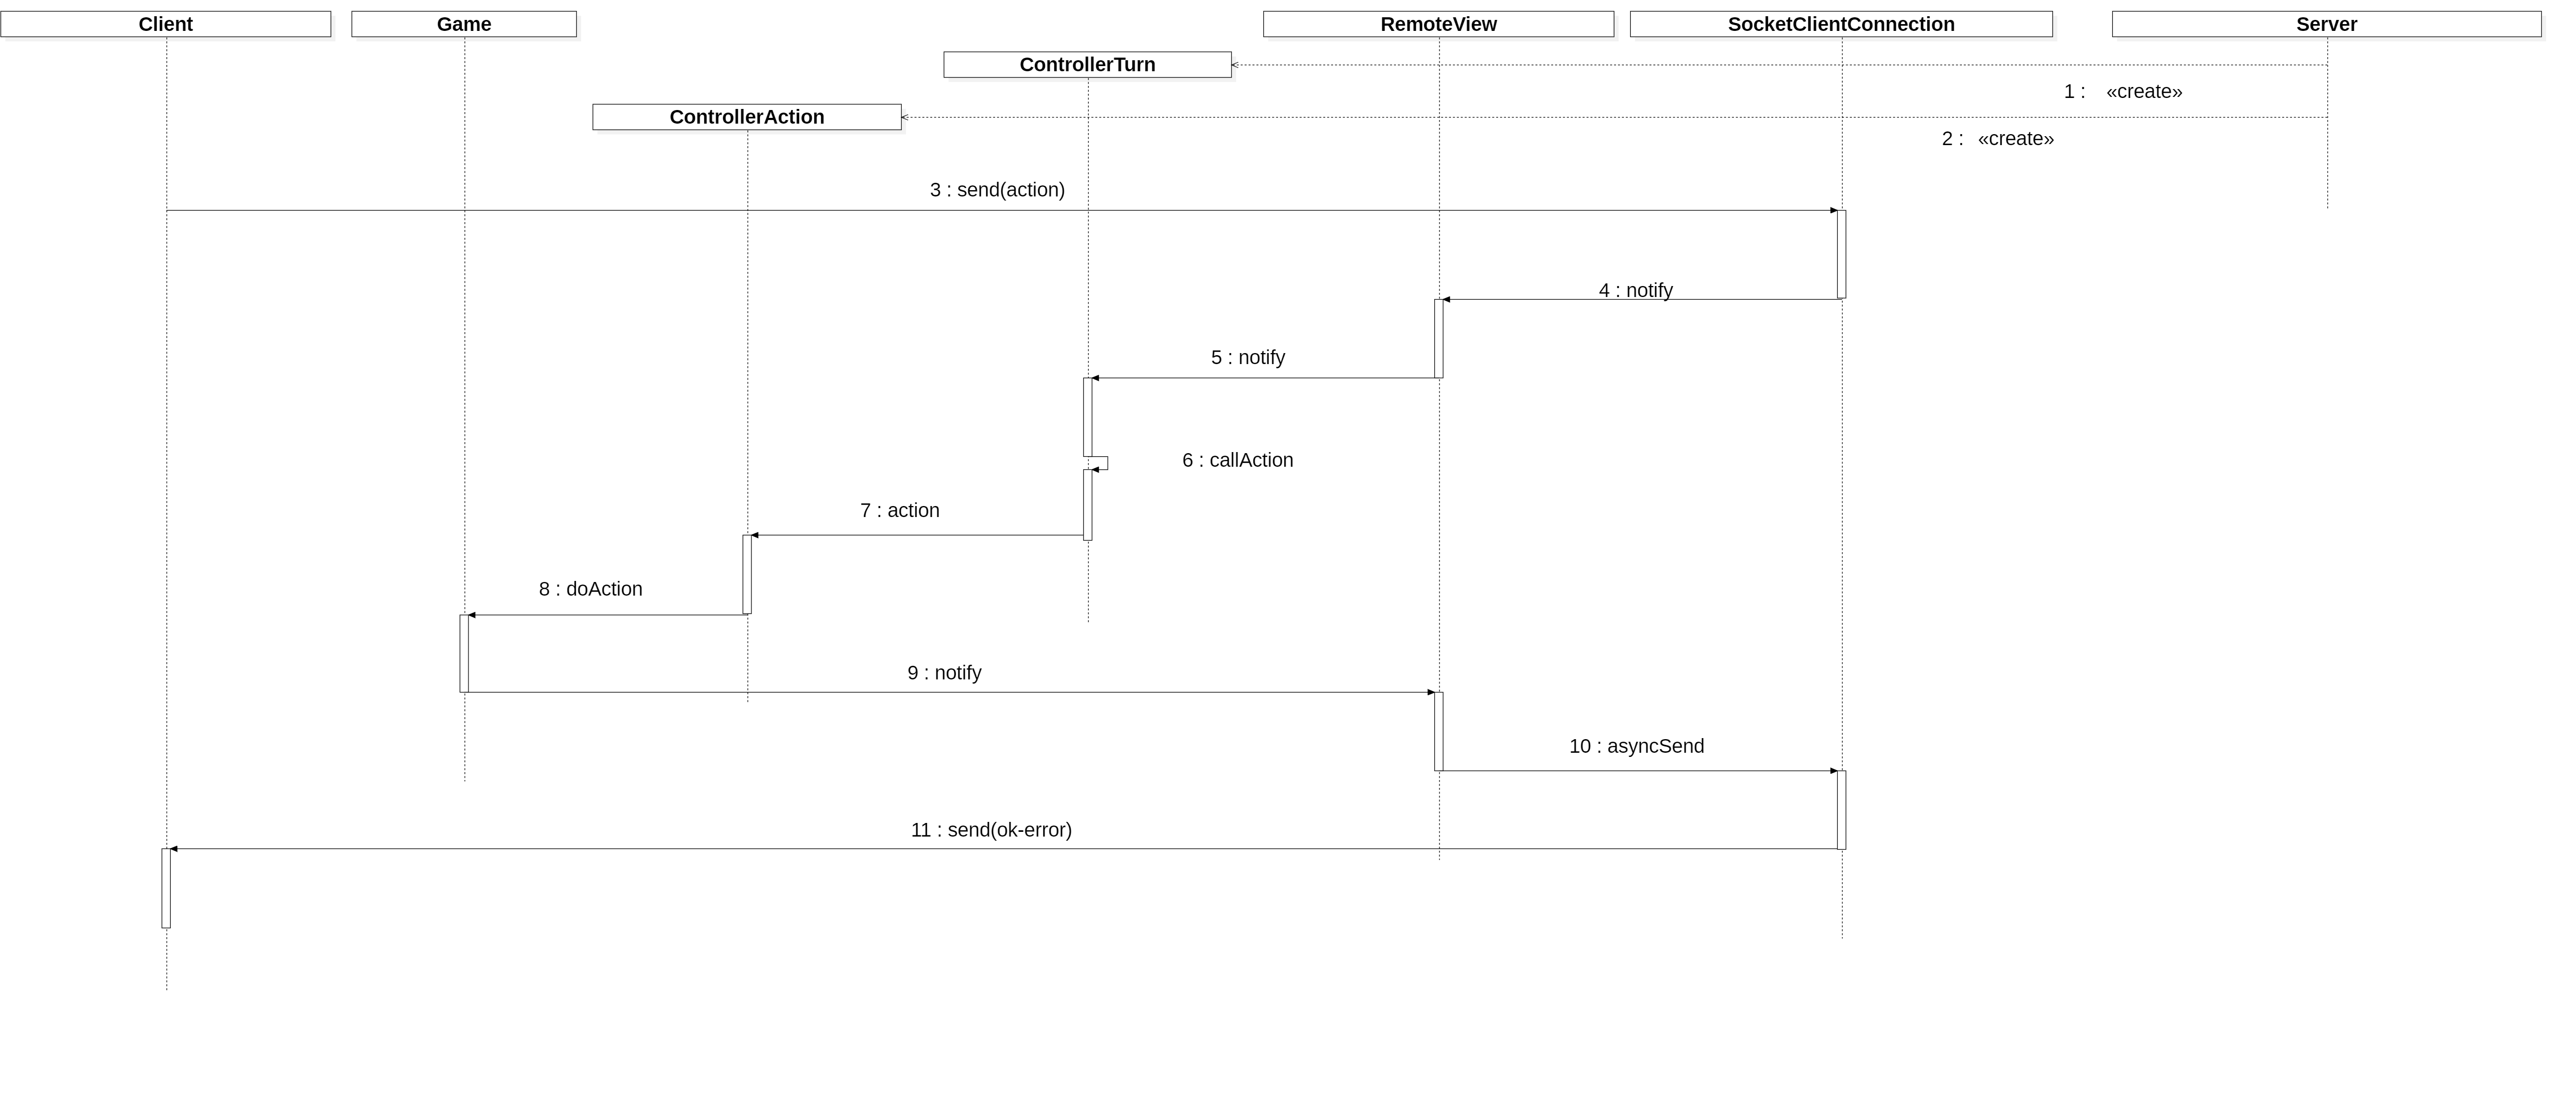 Client
Game
RemoteView
SocketClientConnection
Server
ControllerTurn
1 : «create»
ControllerAction
2 : «create»
3 : send(action)
4 : notify
5 : notify
6 : callAction
7 : action
8 : doAction
9 : notify
10 : asyncSend
11 : send(ok-error)